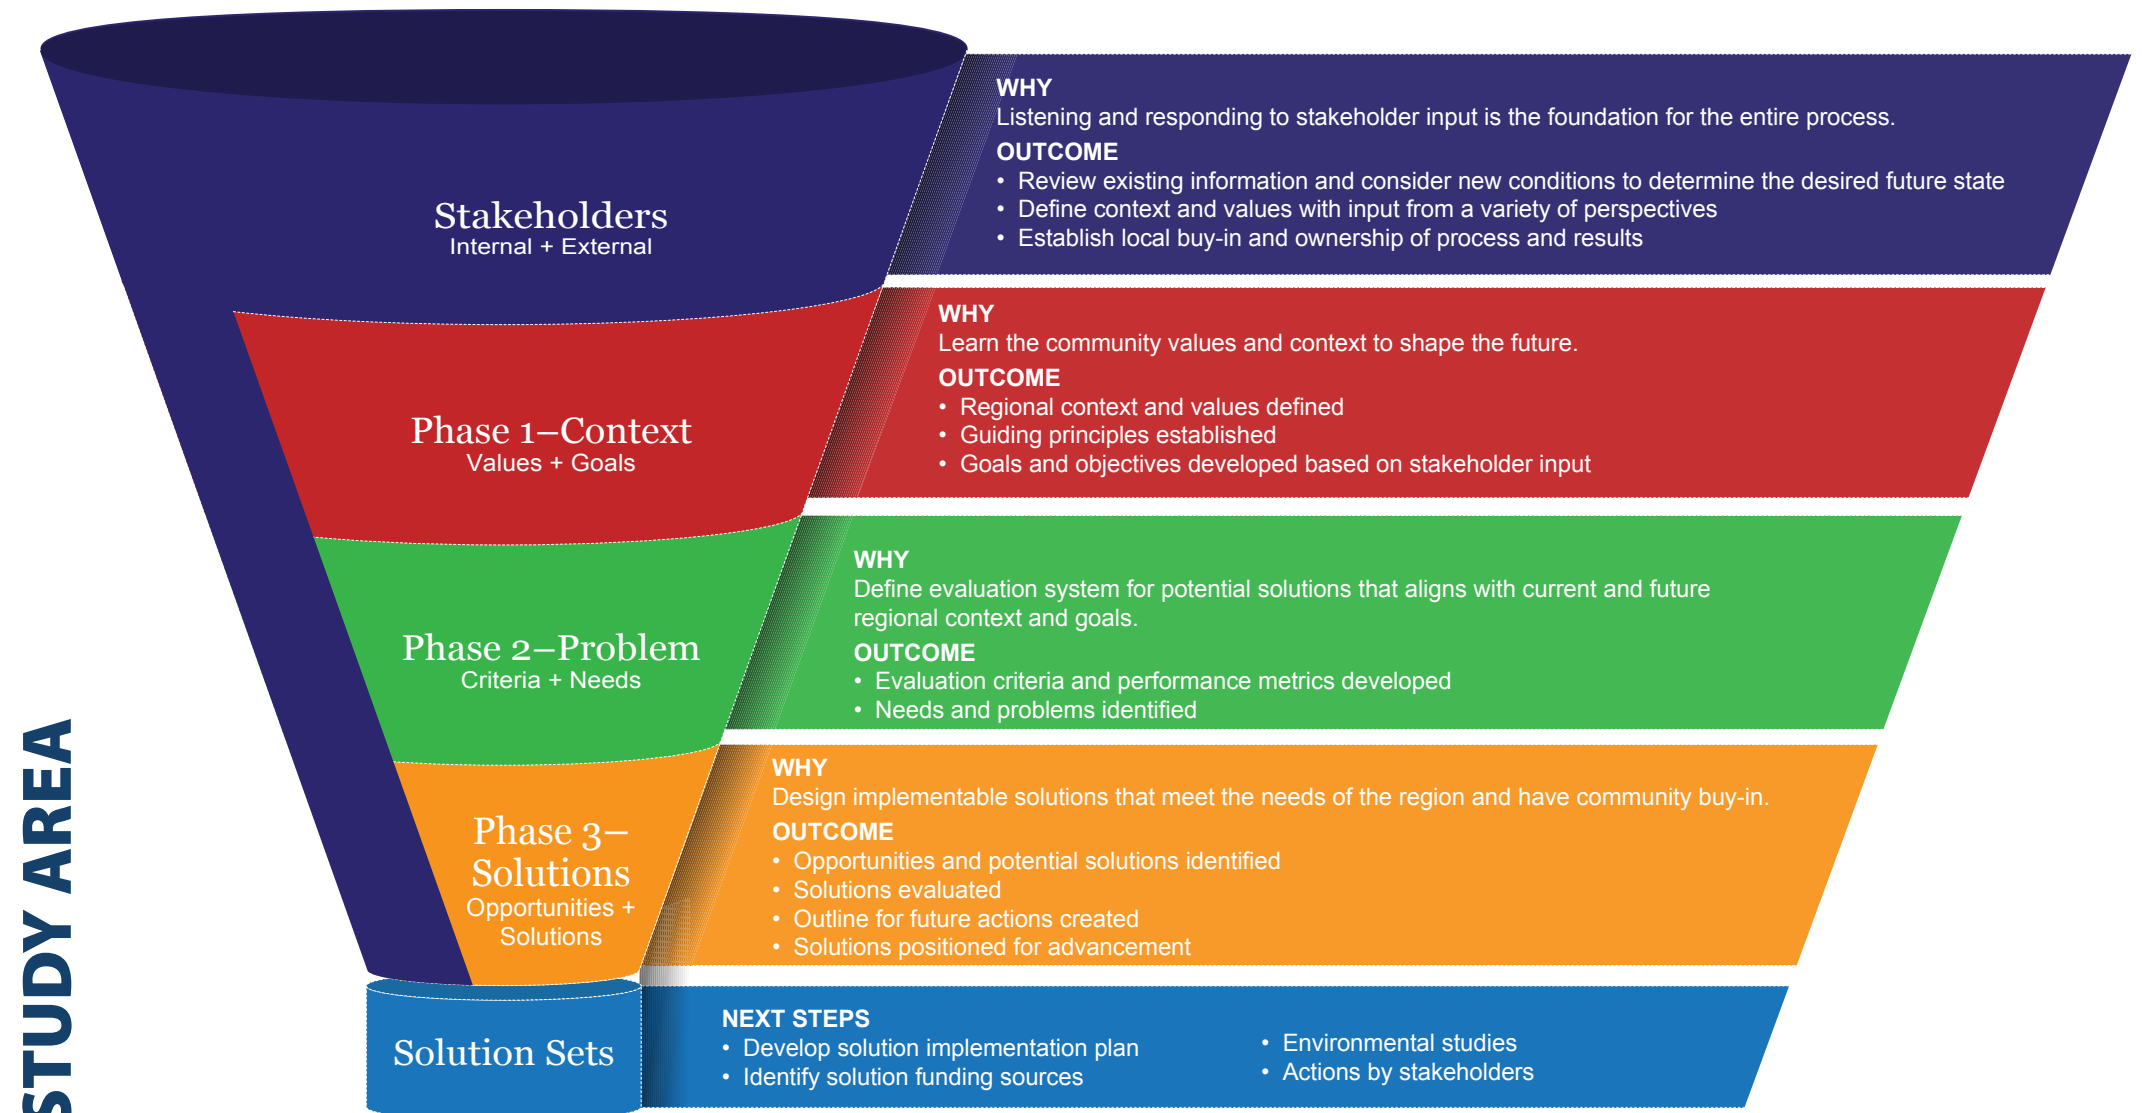 Stakeholders
Internal + External
WHY
Listening and responding to stakeholder input is the foundation for the entire process.
OUTCOME
• Review existing information and consider new conditions to determine the desired future state
• Define context and values with input from a variety of perspectives
• Establish local buy-in and ownership of process and results
Phase 1–Context
Values + Goals
WHY
Learn the community values and context to shape the future.
OUTCOME
• Regional context and values defined
• Guiding principles established
• Goals and objectives developed based on stakeholder input
Phase 2–Problem
Criteria + Needs
WHY
Define evaluation system for potential solutions that aligns with current and future
regional context and goals.
OUTCOME
• Evaluation criteria and performance metrics developed
• Needs and problems identified
Phase 3–
Solutions
Opportunities +
Solutions
WHY
Design implementable solutions that meet the needs of the region and have community buy-in.
OUTCOME
• Opportunities and potential solutions identified
• Solutions evaluated
• Outline for future actions created
• Solutions positioned for advancement
Solution Sets
NEXT STEPS
• Develop solution implementation plan
• Identify solution funding sources
• Environmental studies
• Actions by stakeholders
STUDY AREA